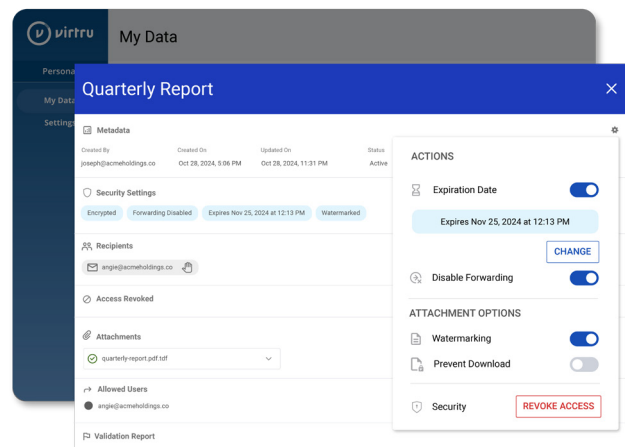 virtru
My Data
Persona
My Data
Settings
Quarterly Report
Metadata
Created By Created On Updated On Status
joseph@acmeholdings.co Oct 28, 2024, 5:06 PM Oct 28, 2024, 11:31 PM Active
Security Settings
Encrypted Forwarding Disabled Expires Nov 25, 2024 at 12:13 PM Watermarked
Recipients
angie@acmeholdings.co
Access Revoked
Attachments
quarterly-report.pdf.tdf
Allowed Users
angie@acmeholdings.co
Validation Report
ACTIONS
Expiration Date
Expires Nov 25, 2024 at 12:13 PM
CHANGE
Disable Forwarding
ATTACHMENT OPTIONS
Watermarking
Prevent Download
Security
REVOKE ACCESS